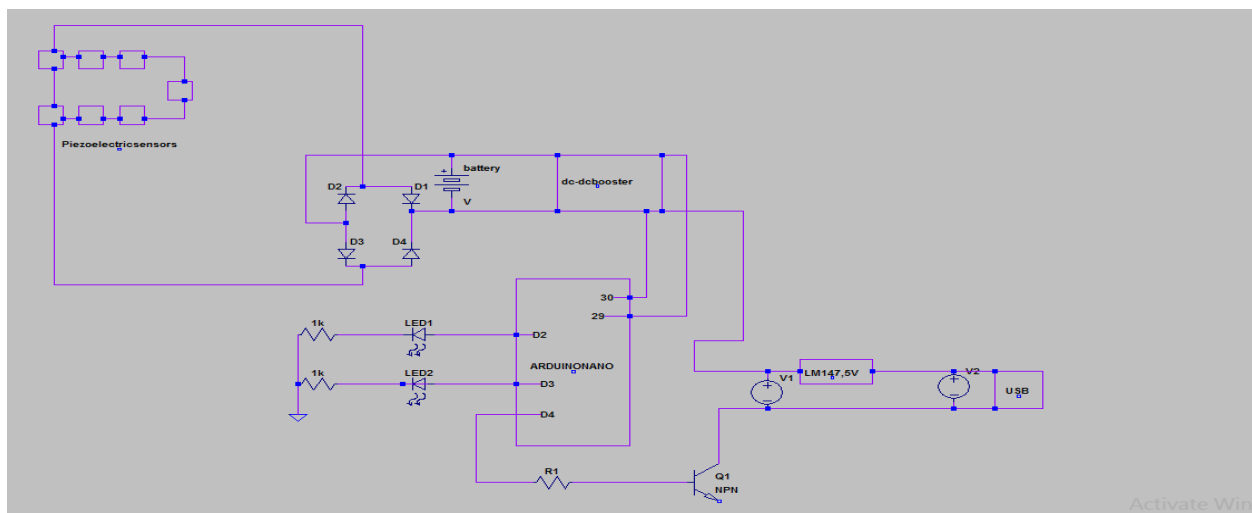 Piezoelectricsensors
battery
+
V
dc-dcbooster
D2
D1
D3
D4
30
29
1k
LED1
D2
ARDUINONANO
1k
LED2
D3
D4
V1
LM147,5V
V2
USB
+
+
R1
Q1
NPN
Activate Win